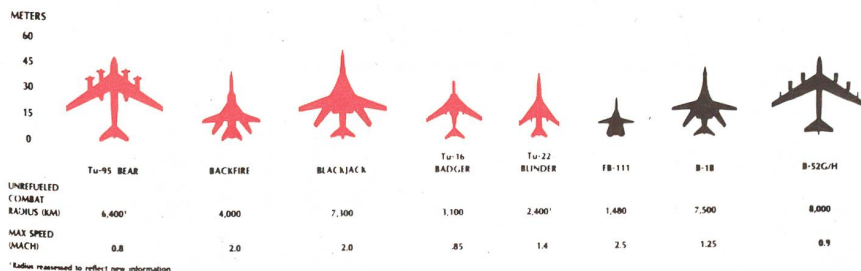 METERS
60
45
30
15
0
Tu-95 BEAR BACKFIRE BLACKJACK Tu-16 BADGER Tu-22 BLINDER FB-111 B-1B B-52G/H
UNREFUELED
COMBAT
RADIUS (KM) 6,400¹ 4,000 7,300 3,100 2,400¹ 1,480 7,500 8,000
MAX SPEED
(MACH) 0.8 2.0 2.0 .85 1.4 2.5 1.25 0.9
¹Radius reassessed to reflect new information